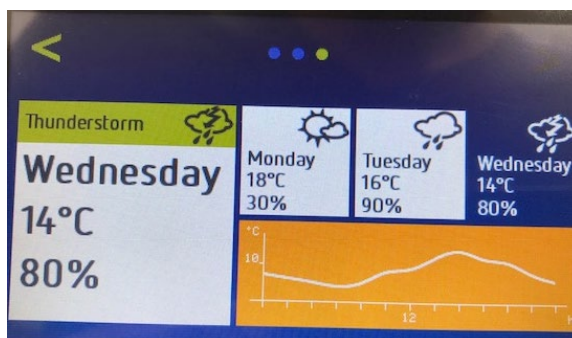 <
Thunderstorm
Wednesday
14°C
80%
Monday
18°C
30%
Tuesday
16°C
90%
Wednesday
14°C
80%
°C
10
12